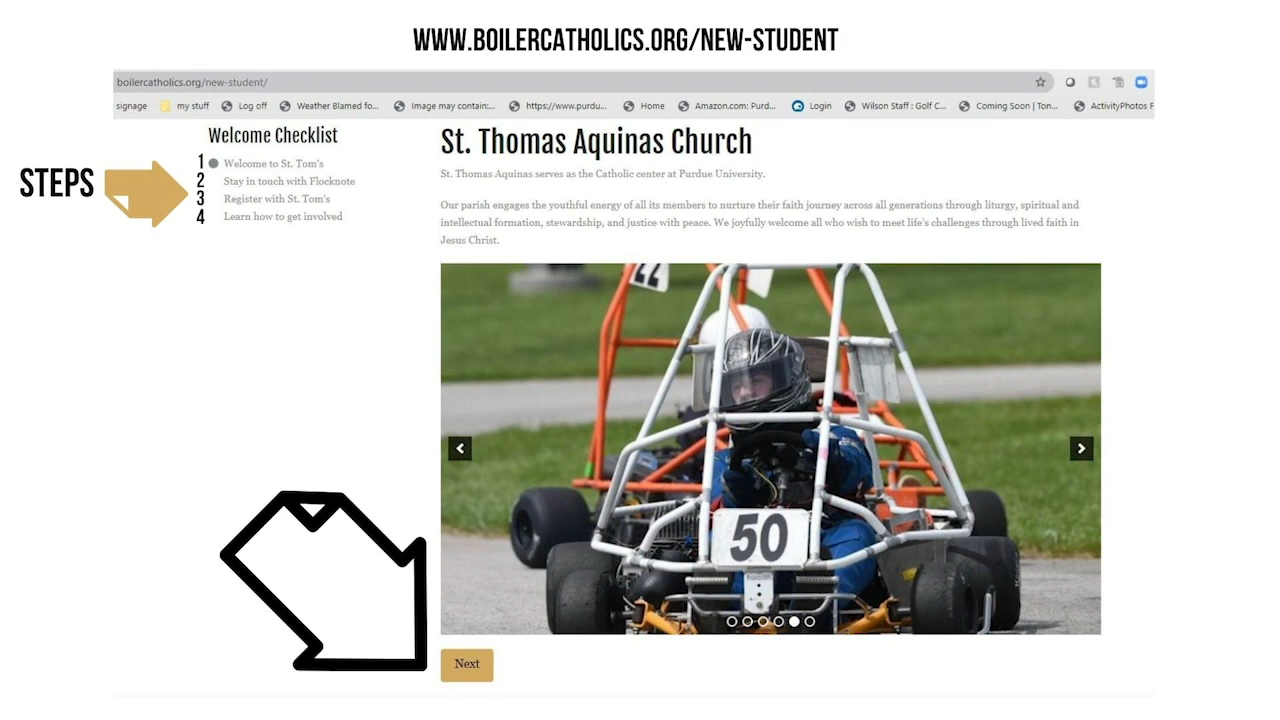 WWW.BOILERCATHOLICS.ORG/NEW-STUDENT
boilercatholics.org/new-student/
signage my stuff Log off Weather Blamed fo... Image may contain:... https://www.purdu... Home Amazon.com: Purd... Login Wilson Staff : Golf C... Coming Soon | Ton... ActivityPhotos F
Welcome Checklist
STEPS
1 Welcome to St. Tom's
2 Stay in touch with Flocknote
3 Register with St. Tom's
4 Learn how to get involved
St. Thomas Aquinas Church
St. Thomas Aquinas serves as the Catholic center at Purdue University.
Our parish engages the youthful energy of all its members to nurture their faith journey across all generations through liturgy, spiritual and
intellectual formation, stewardship, and justice with peace. We joyfully welcome all who wish to meet life's challenges through lived faith in
Jesus Christ.
22
50
Next